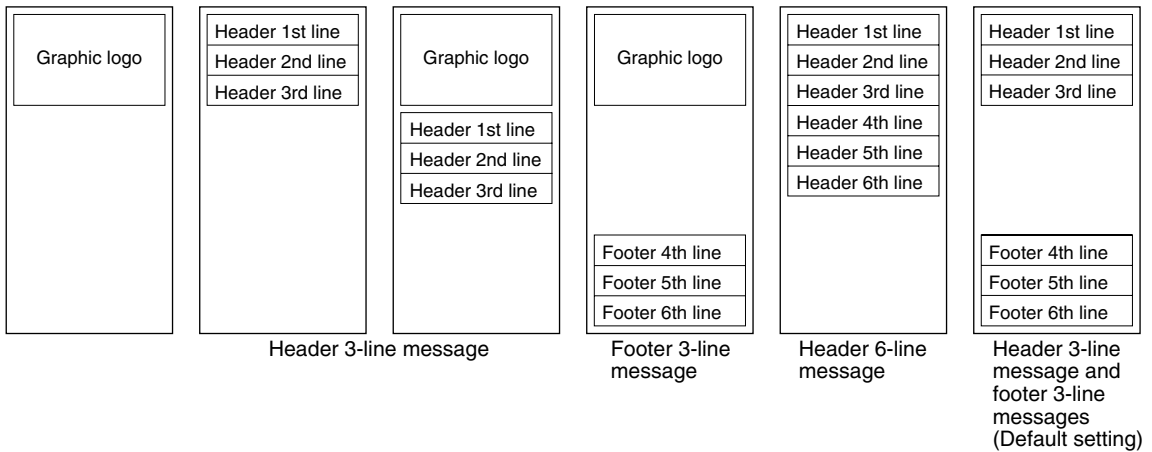 Graphic logo
Header 1st line
Header 2nd line
Header 3rd line
Graphic logo
Header 1st line
Header 2nd line
Header 3rd line
Header 3-line message
Graphic logo
Footer 4th line
Footer 5th line
Footer 6th line
Footer 3-line
message
Header 1st line
Header 2nd line
Header 3rd line
Header 4th line
Header 5th line
Header 6th line
Header 6-line
message
Header 1st line
Header 2nd line
Header 3rd line
Footer 4th line
Footer 5th line
Footer 6th line
Header 3-line
message and
footer 3-line
messages
(Default setting)